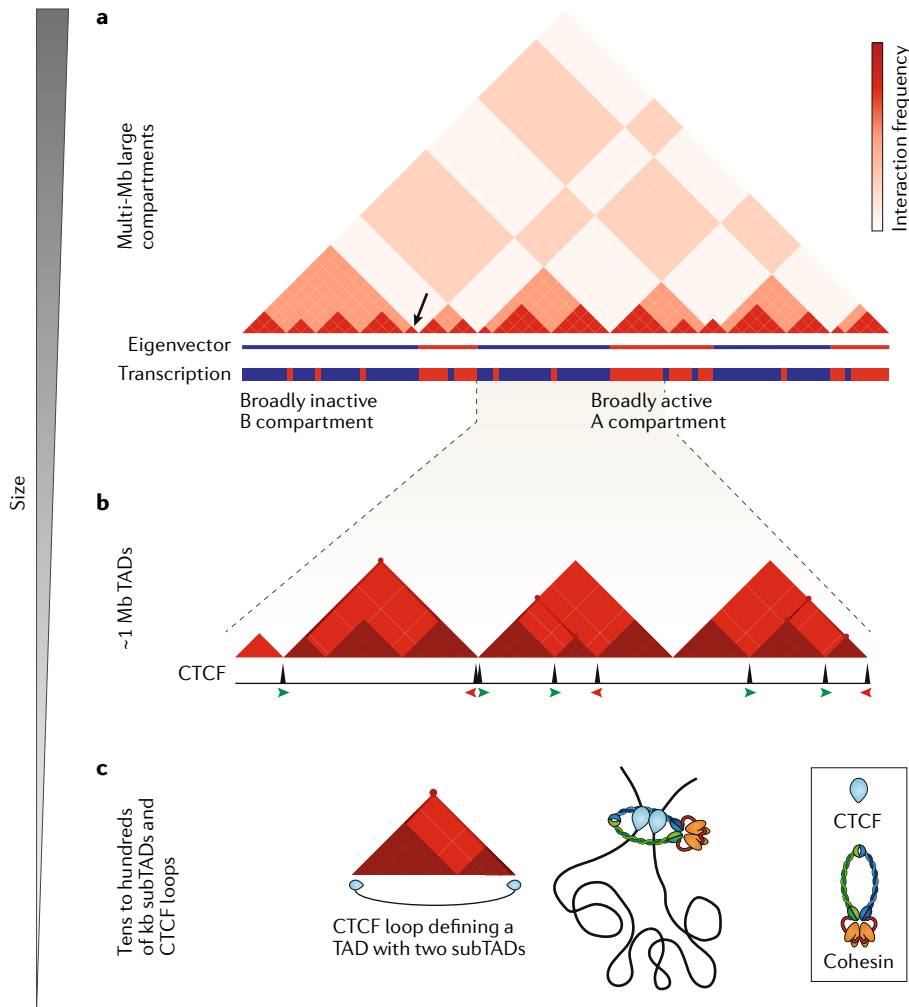 a
Multi-Mb large
compartments
Interaction frequency
Eigenvector
Transcription
Broadly inactive
B compartment
Broadly active
A compartment
Size
b
~1 Mb TADs
CTCF
c
Tens to hundreds
of kb subTADs and
CTCF loops
CTCF loop defining a
TAD with two subTADs
CTCF
Cohesin